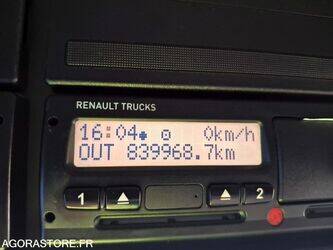 RENAULT TRUCKS
16:04 0km/h
OUT 839968.7km
1 2
AGORASTORE.FR